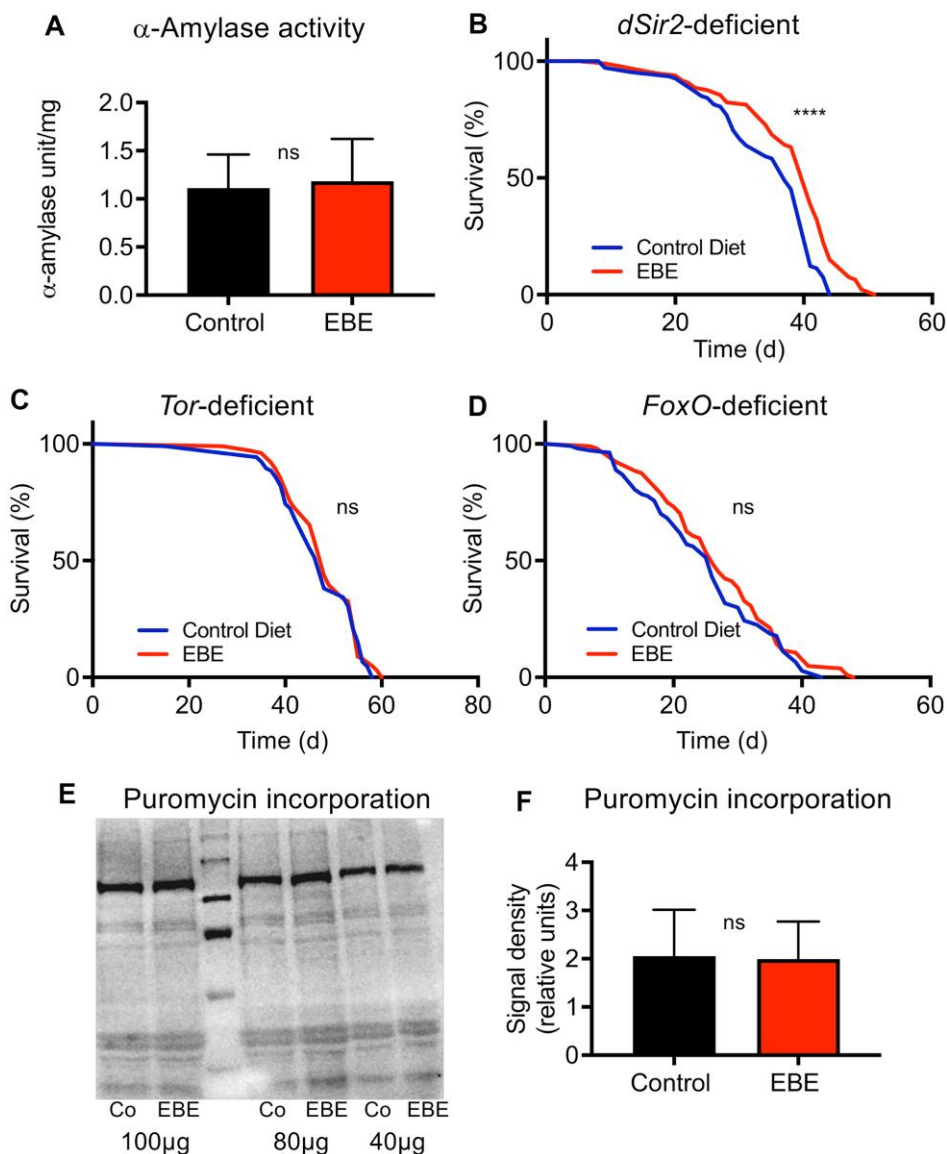 A
α-Amylase activity
α-amylase unit/mg
2.0
1.5
1.0
0.5
0.0
ns
Control
EBE
B
dSir2-deficient
Survival (%)
100
50
0
****
Control Diet
EBE
0
20
40
60
Time (d)
C
Tor-deficient
Survival (%)
100
50
0
ns
Control Diet
EBE
0
20
40
60
80
Time (d)
D
FoxO-deficient
Survival (%)
100
50
0
ns
Control Diet
EBE
0
20
40
60
Time (d)
E
Puromycin incorporation
Co EBE Co EBE Co EBE
100µg 80µg 40µg
F
Puromycin incorporation
Signal density
(relative units)
4
3
2
1
0
ns
Control
EBE